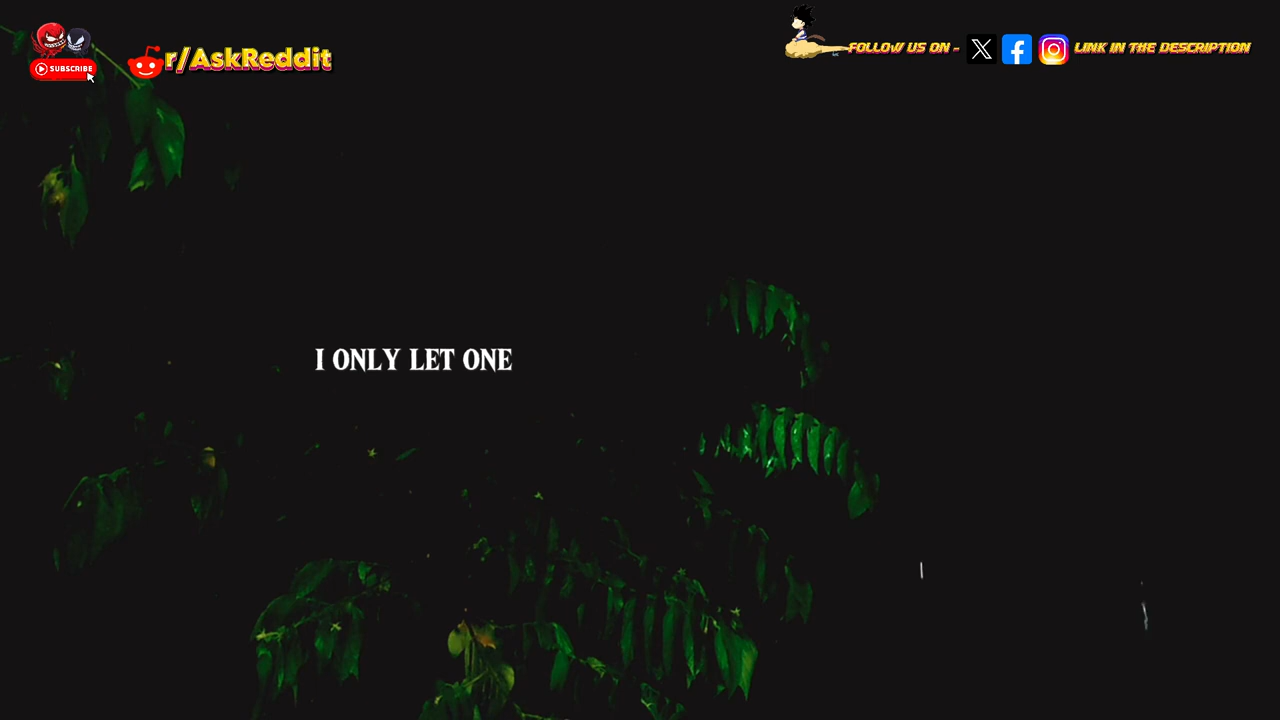 SUBSCRIBE
r/AskReddit
FOLLOW US ON -
LINK IN THE DESCRIPTION
I ONLY LET ONE